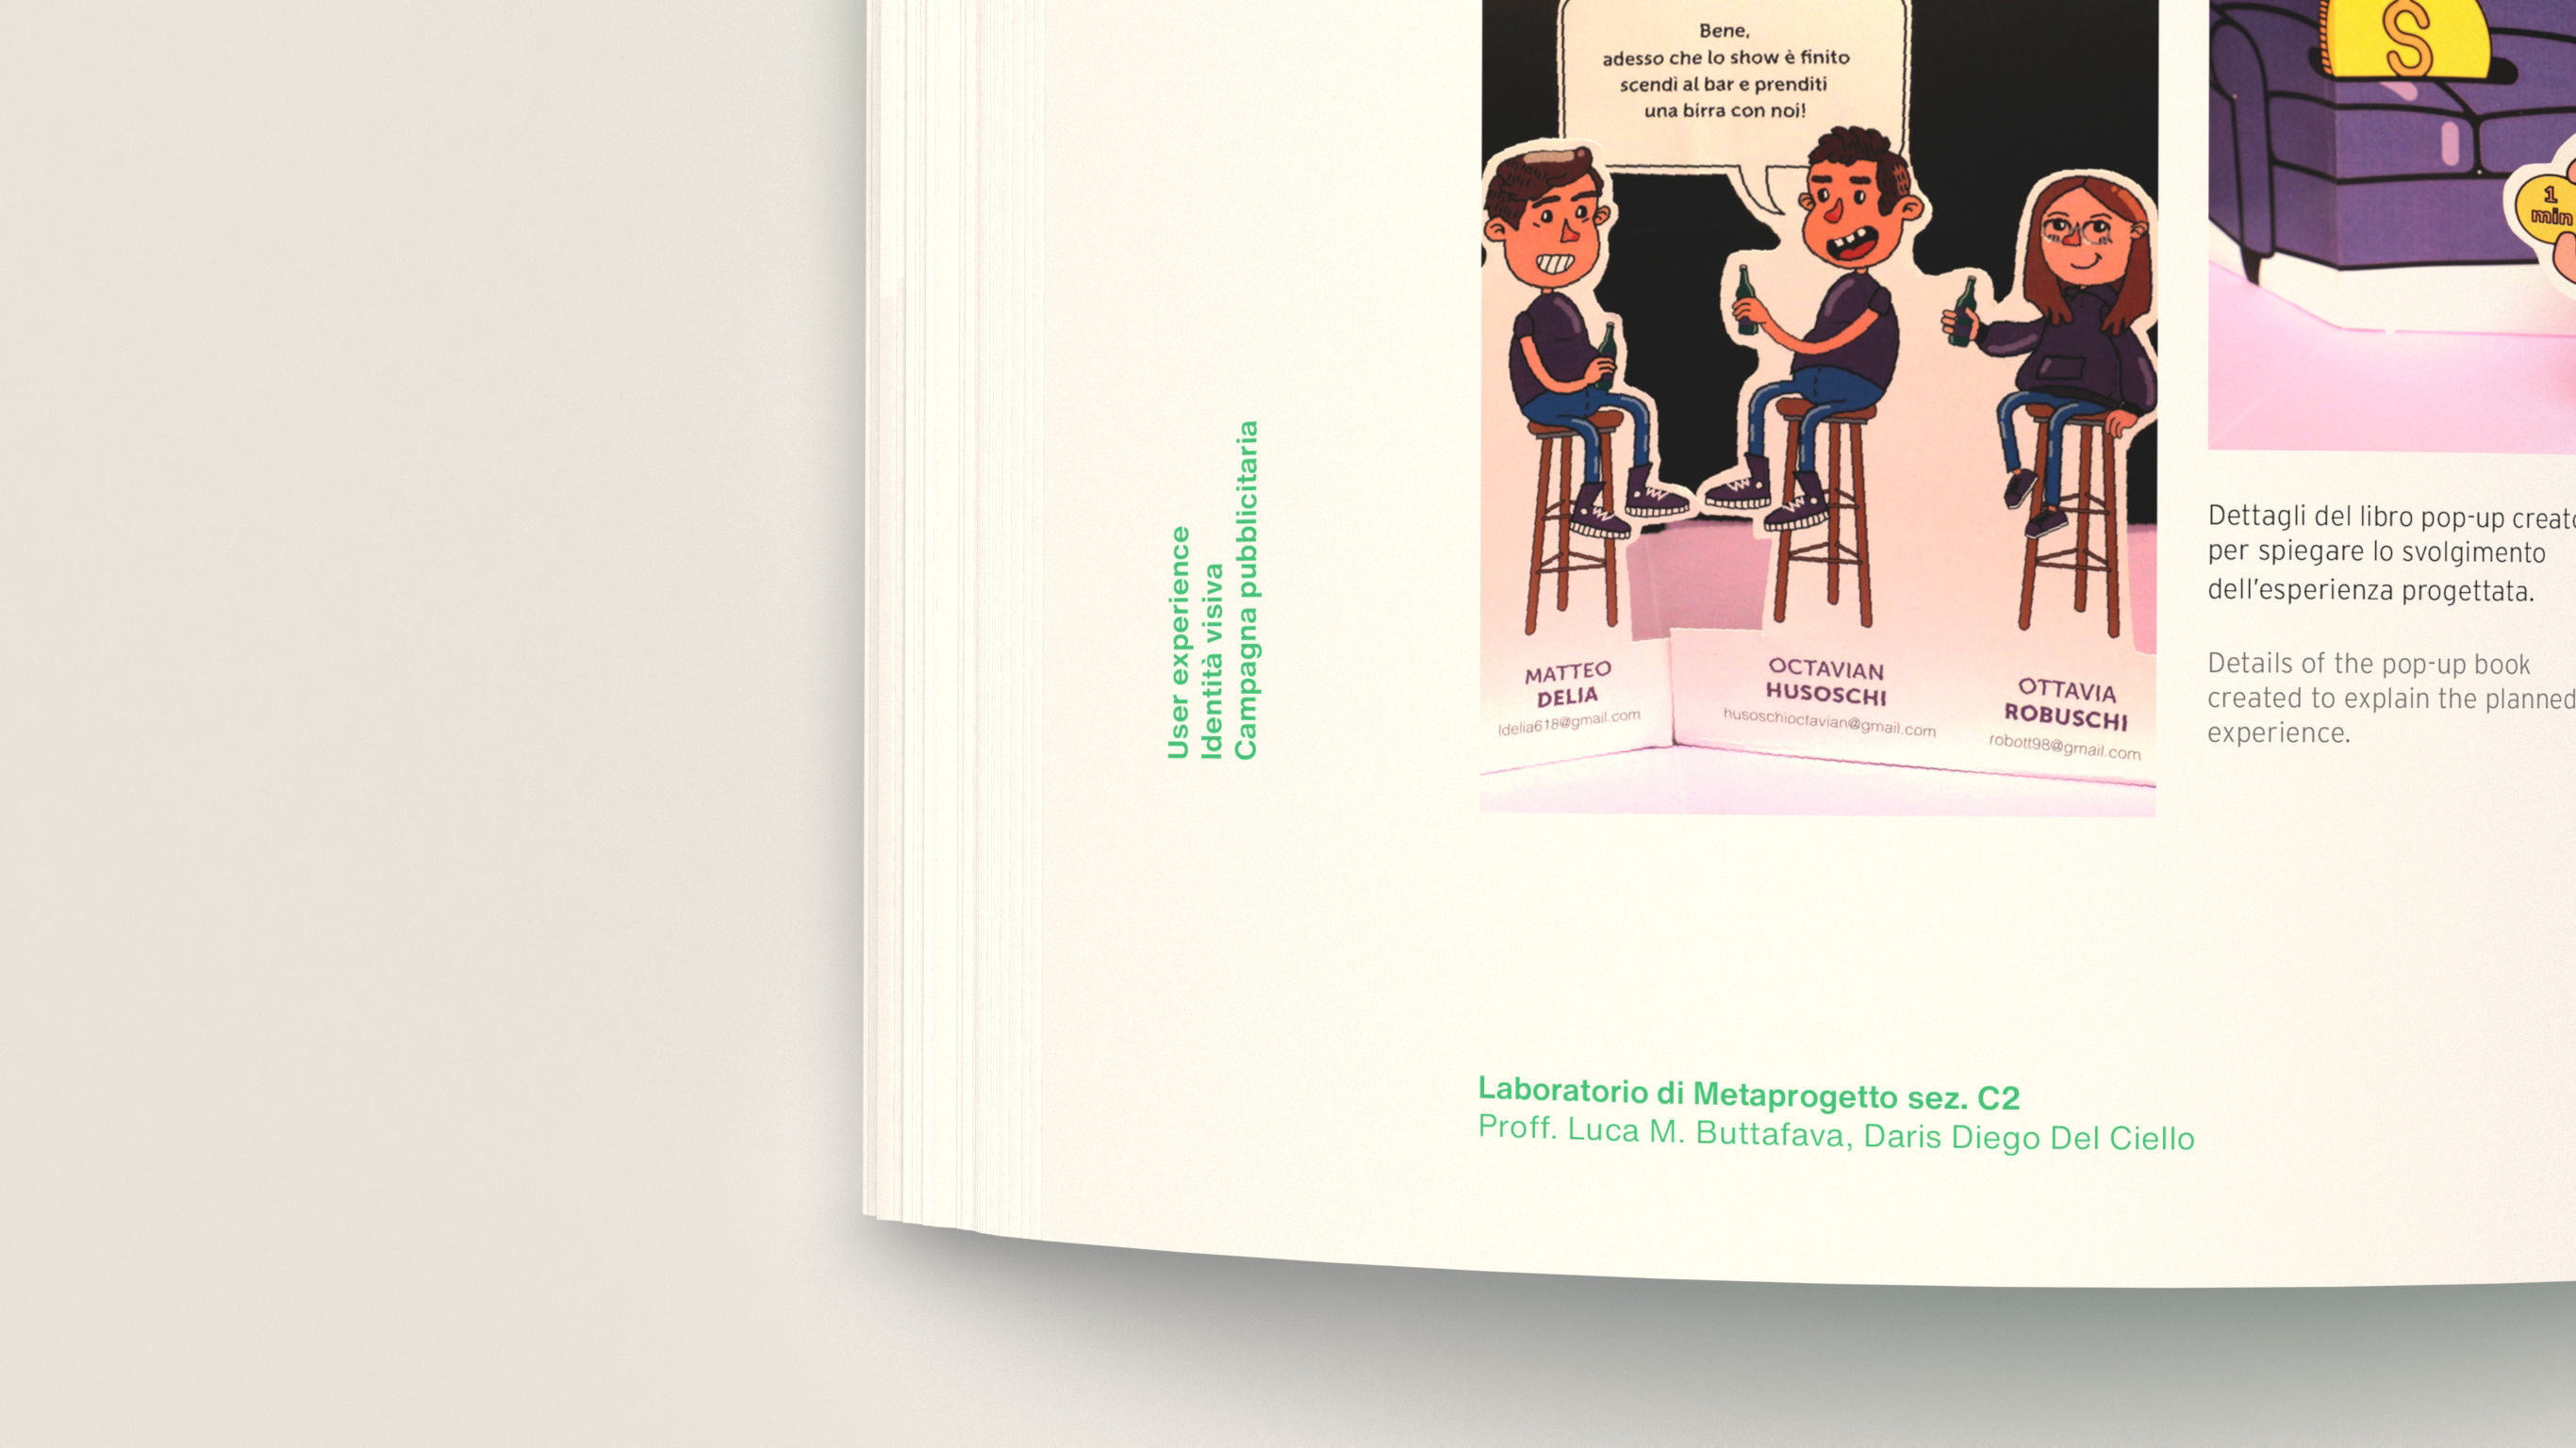 Bene,
adesso che lo show è finito
scendi al bar e prenditi
una birra con noi!
S
1
min
User experience
Identità visiva
Campagna pubblicitaria
MATTEO
DELIA
ldelia618@gmail.com
OCTAVIAN
HUSOSCHI
husoschioctavian@gmail.com
OTTAVIA
ROBUSCHI
robott98@gmail.com
Dettagli del libro pop-up creato
per spiegare lo svolgimento
dell'esperienza progettata.
Details of the pop-up book
created to explain the planned
experience.
Laboratorio di Metaprogetto sez. C2
Proff. Luca M. Buttafava, Daris Diego Del Ciello